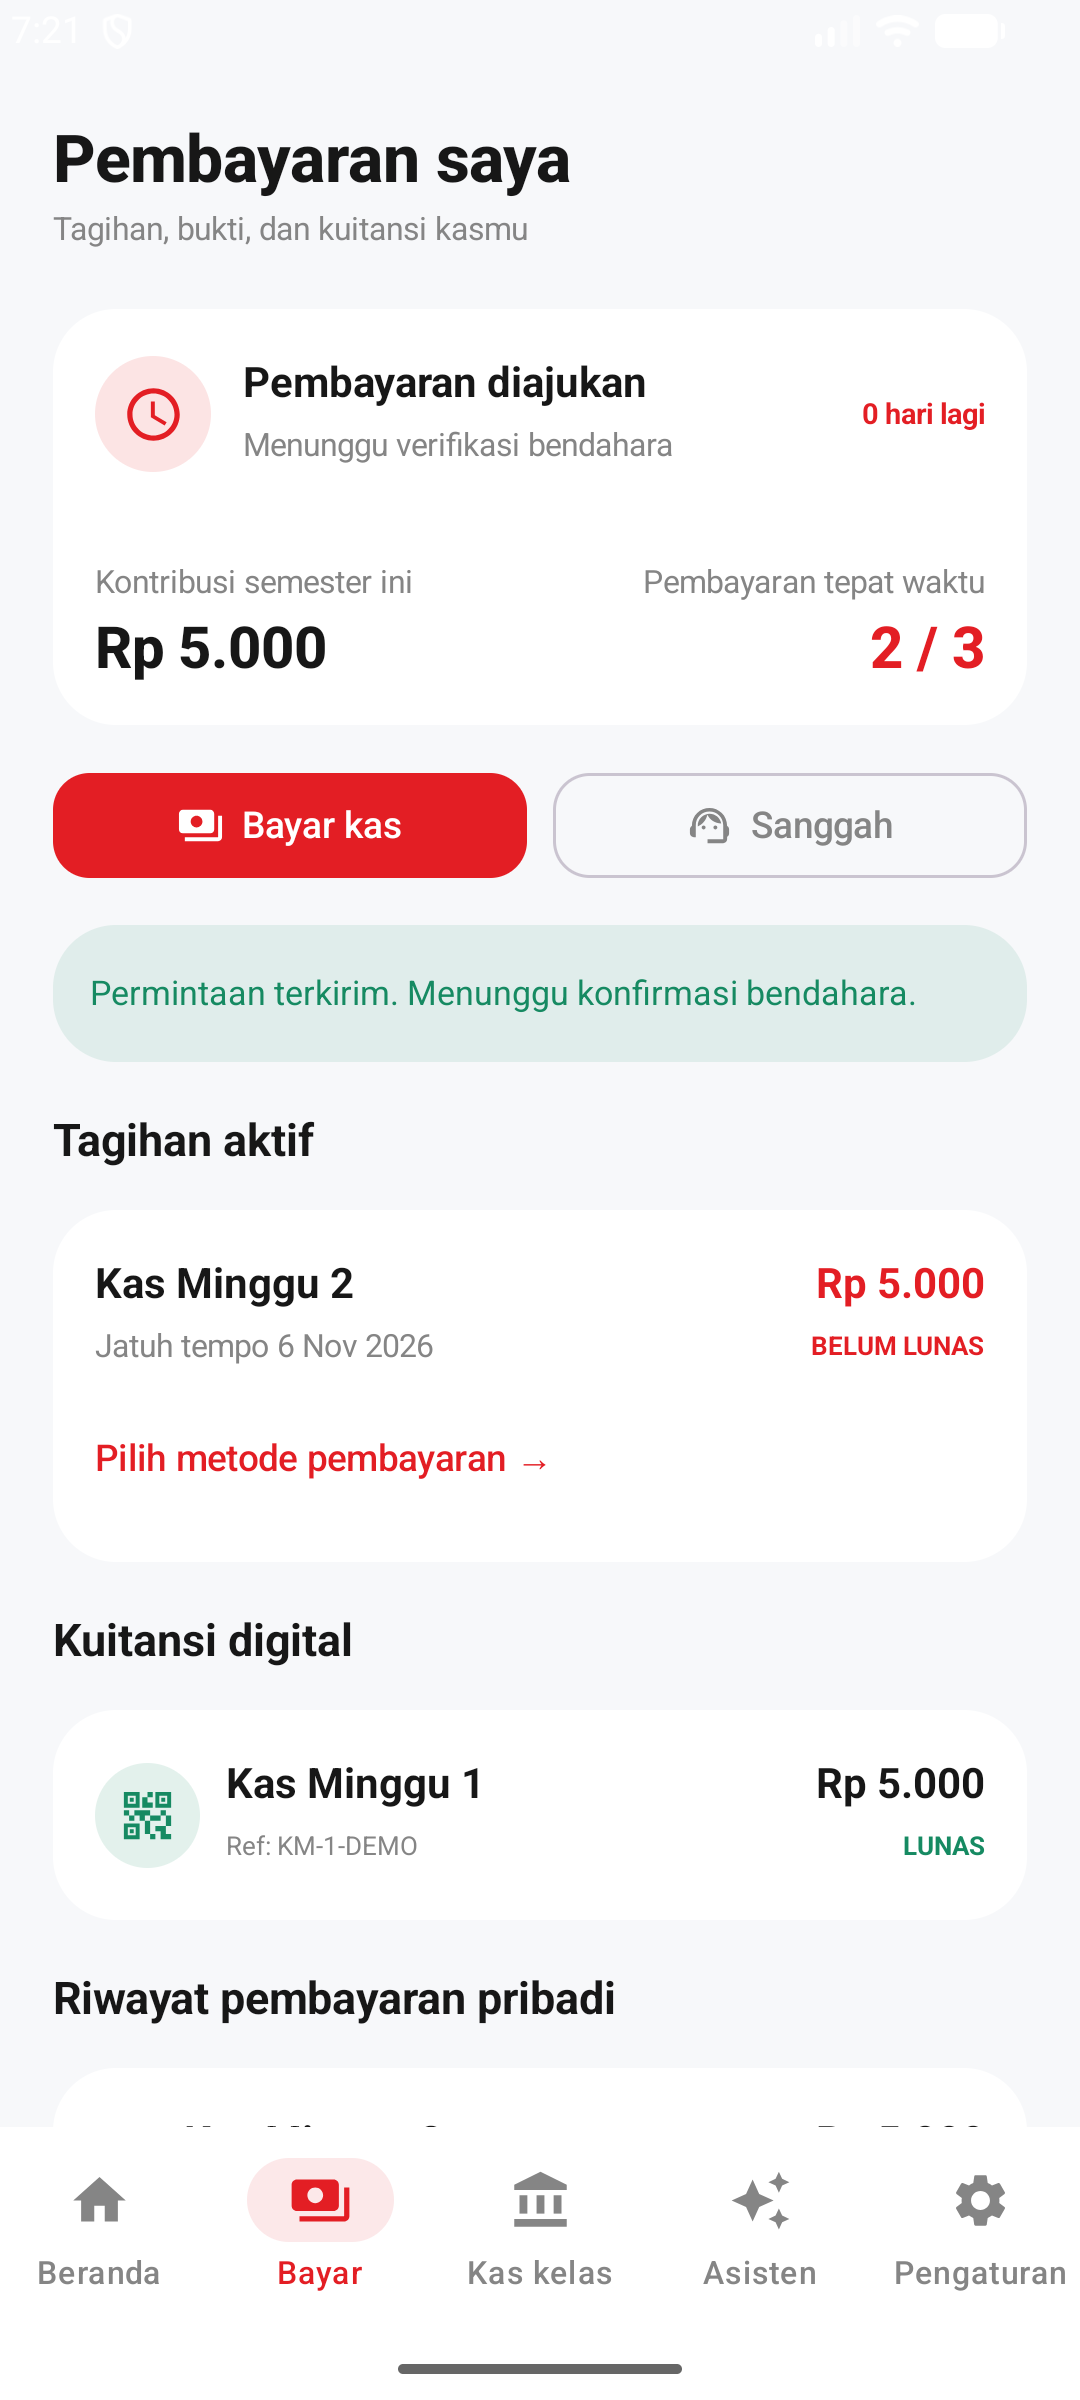 7:21
Pembayaran saya
Tagihan, bukti, dan kuitansi kasmu
Pembayaran diajukan
Menunggu verifikasi bendahara
0 hari lagi
Kontribusi semester ini
Pembayaran tepat waktu
Rp 5.000
2 / 3
Bayar kas
Sanggah
Permintaan terkirim. Menunggu konfirmasi bendahara.
Tagihan aktif
Kas Minggu 2
Rp 5.000
Jatuh tempo 6 Nov 2026
BELUM LUNAS
Pilih metode pembayaran →
Kuitansi digital
Kas Minggu 1
Rp 5.000
Ref: KM-1-DEMO
LUNAS
Riwayat pembayaran pribadi
Beranda
Bayar
Kas kelas
Asisten
Pengaturan